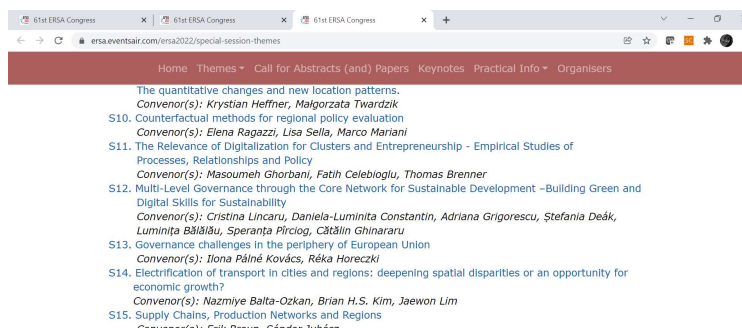 61st ERSA Congress
61st ERSA Congress
61st ERSA Congress
ersa.eventsair.com/ersa2022/special-session-themes
Home Themes Call for Abstracts (and) Papers Keynotes Practical Info Organisers
The quantitative changes and new location patterns.
Convenor(s): Krystian Heffner, Małgorzata Twardzik
S10. Counterfactual methods for regional policy evaluation
Convenor(s): Elena Ragazzi, Lisa Sella, Marco Mariani
S11. The Relevance of Digitalization for Clusters and Entrepreneurship - Empirical Studies of
Processes, Relationships and Policy
Convenor(s): Masoumeh Ghorbani, Fatih Celebioglu, Thomas Brenner
S12. Multi-Level Governance through the Core Network for Sustainable Development –Building Green and
Digital Skills for Sustainability
Convenor(s): Cristina Lincaru, Daniela-Luminita Constantin, Adriana Grigorescu, Ștefania Deák,
Luminița Bălălău, Speranța Pîrciog, Cătălin Ghinararu
S13. Governance challenges in the periphery of European Union
Convenor(s): Ilona Pálné Kovács, Réka Horeczki
S14. Electrification of transport in cities and regions: deepening spatial disparities or an opportunity for
economic growth?
Convenor(s): Nazmiye Balta-Ozkan, Brian H.S. Kim, Jaewon Lim
S15. Supply Chains, Production Networks and Regions
Convenor(s): Erik Braun, Sándor Juhász